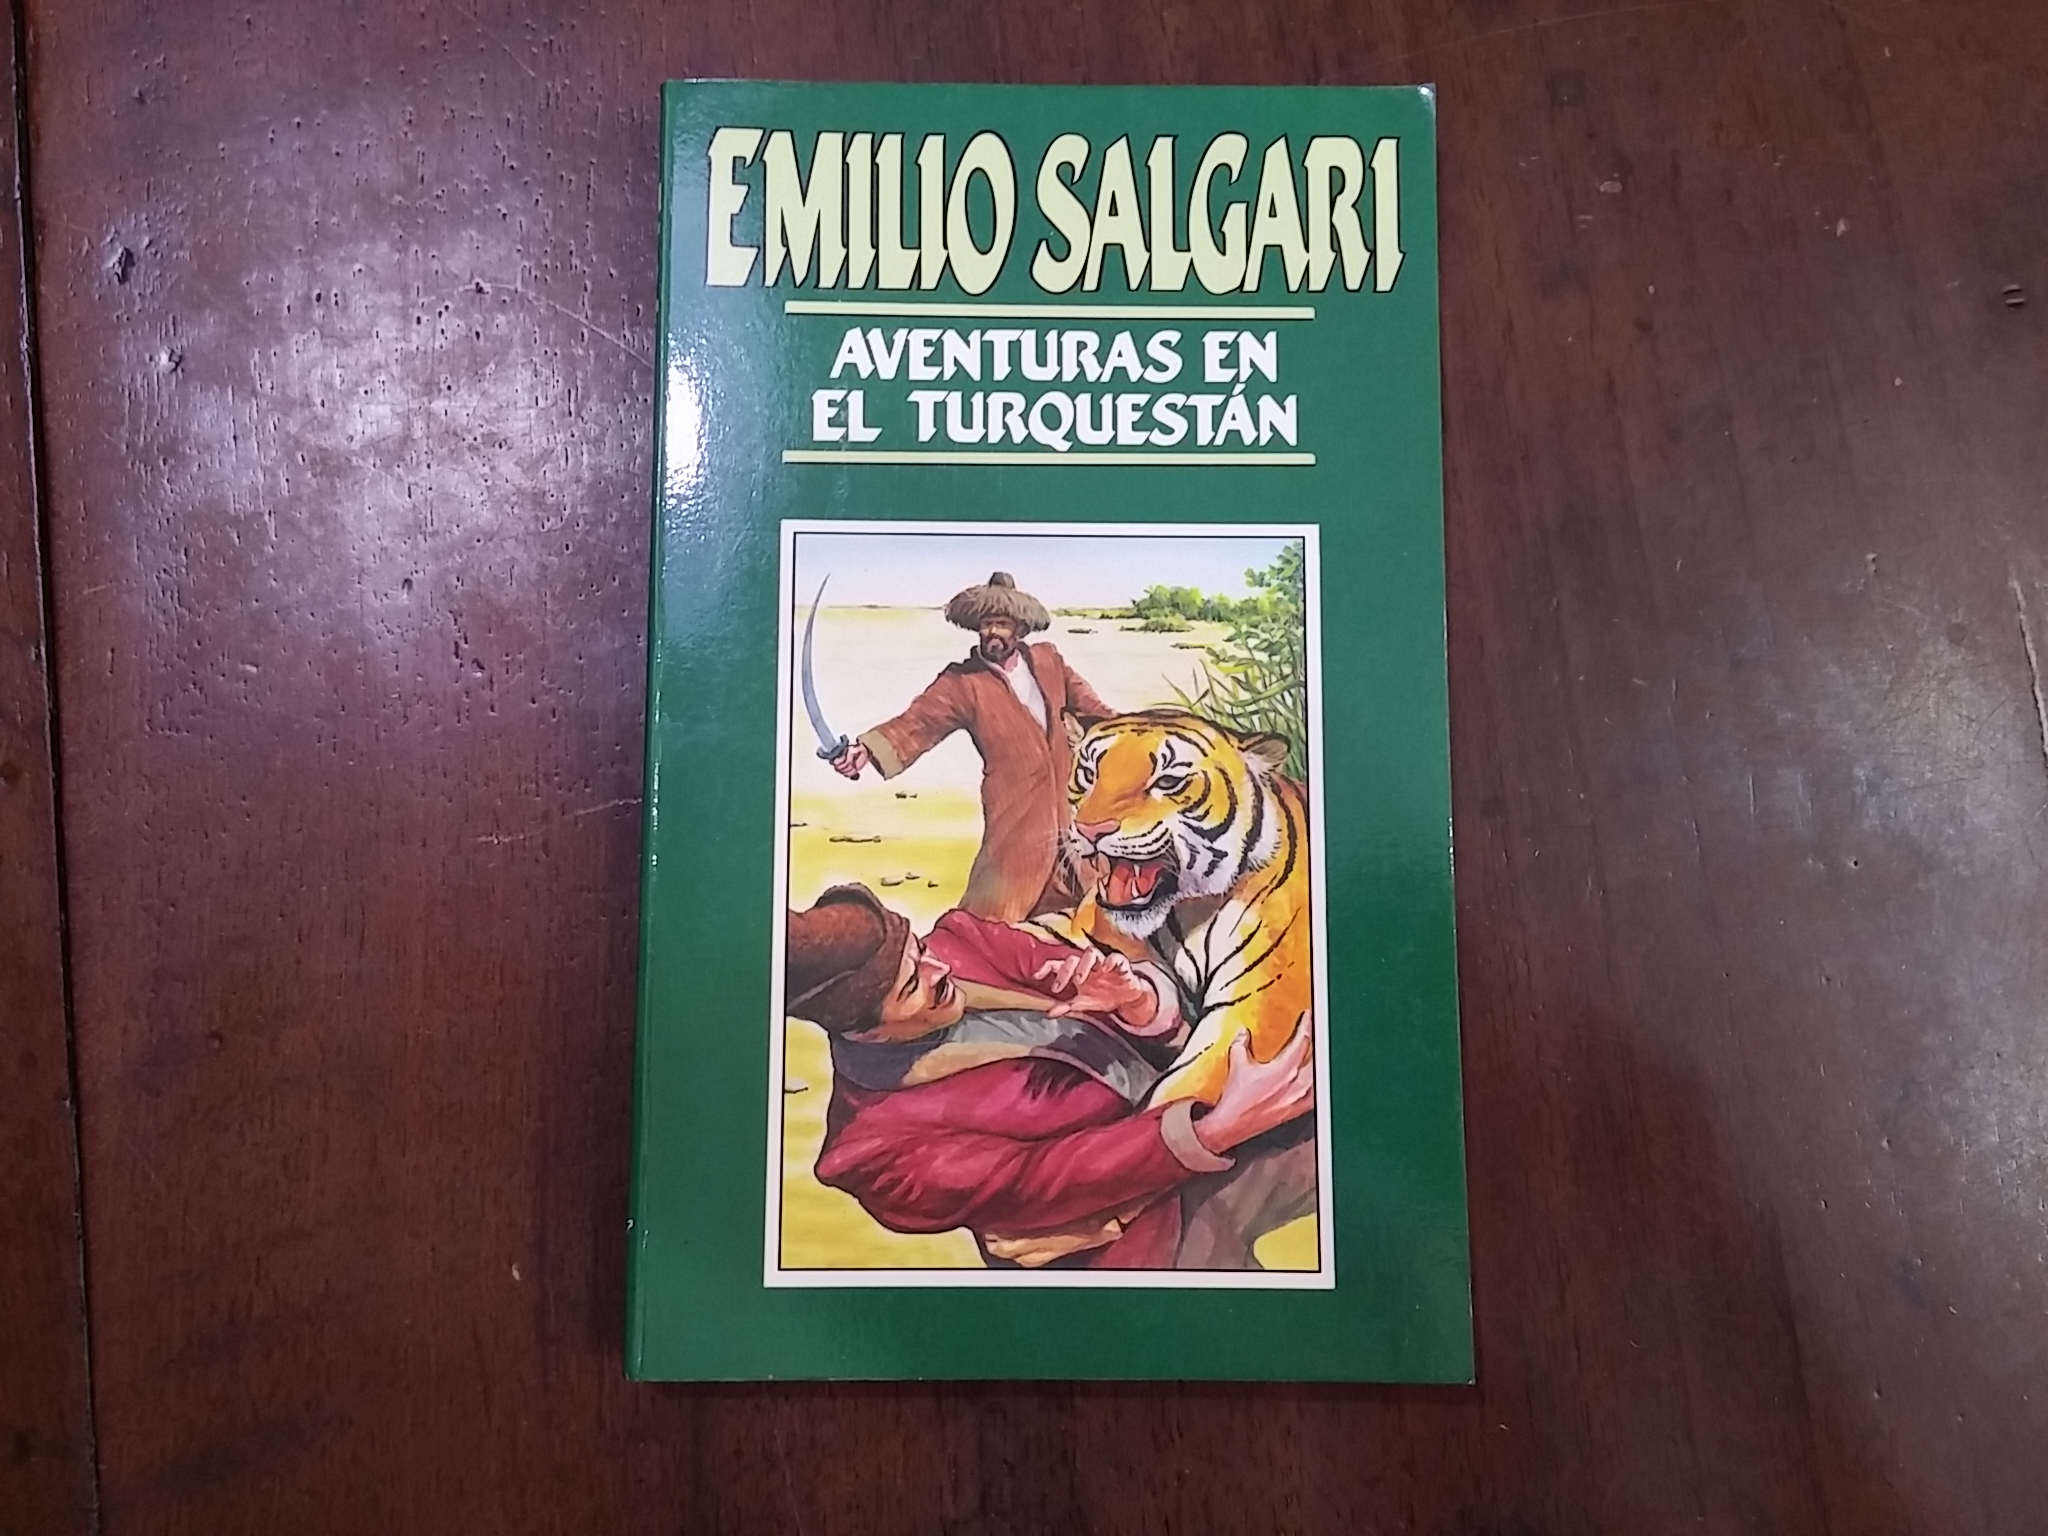 EMILIO SALGARI
AVENTURAS EN
EL TURQUESTÁN